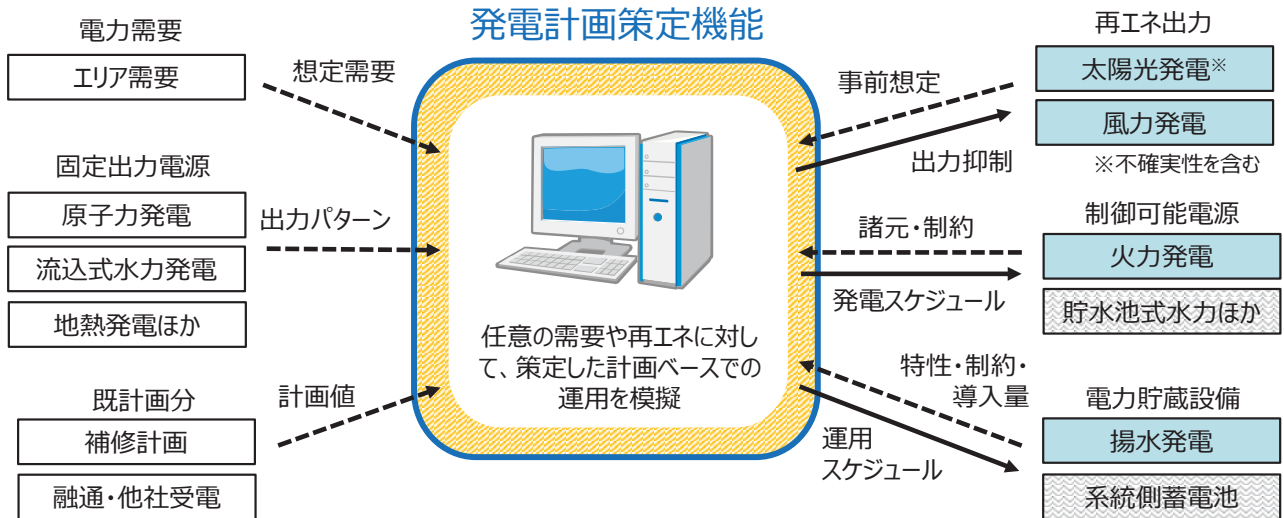 発電計画策定機能
電力需要
エリア需要
想定需要
固定出力電源
原子力発電
流込式水力発電
地熱発電ほか
出力パターン
既計画分
補修計画
融通・他社受電
計画値
任意の需要や再エネに対し
て、策定した計画ベースでの
運用を模擬
再エネ出力
太陽光発電※
風力発電
※不確実性を含む
事前想定
出力抑制
制御可能電源
火力発電
貯水池式水力ほか
諸元・制約
発電スケジュール
電力貯蔵設備
揚水発電
系統側蓄電池
特性・制約・
導入量
運用
スケジュール